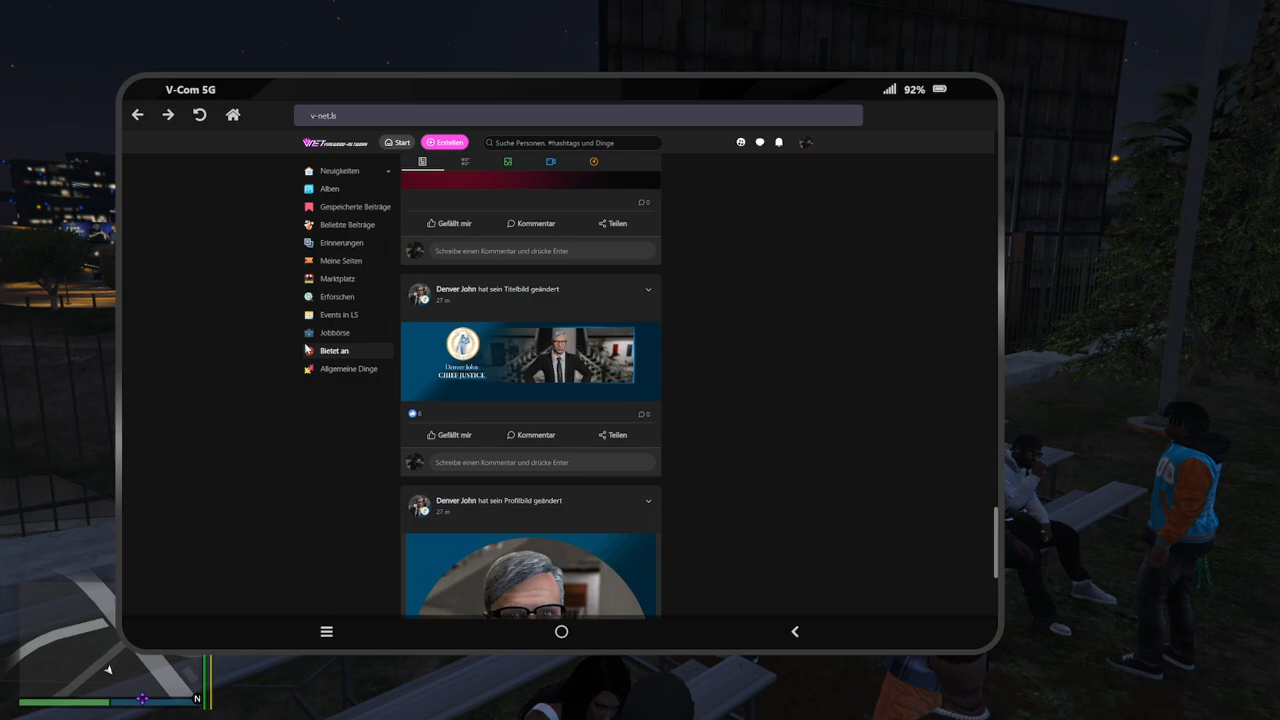 V-Com 5G
92%
v-net.ls
VNET
Start
Erstellen
Suche Personen, #hashtags und Dinge
Neuigkeiten
Alben
Gespeicherte Beiträge
Beliebte Beiträge
Erinnerungen
Meine Seiten
Marktplatz
Erforschen
Events in LS
Jobbörse
Bietet an
Allgemeine Dinge
0
Gefällt mir
Kommentar
Teilen
Schreibe einen Kommentar und drücke Enter
Denver John hat sein Titelbild geändert
27 m
Denver John
CHIEF JUSTICE
6
0
Gefällt mir
Kommentar
Teilen
Schreibe einen Kommentar und drücke Enter
Denver John hat sein Profilbild geändert
27 m
N